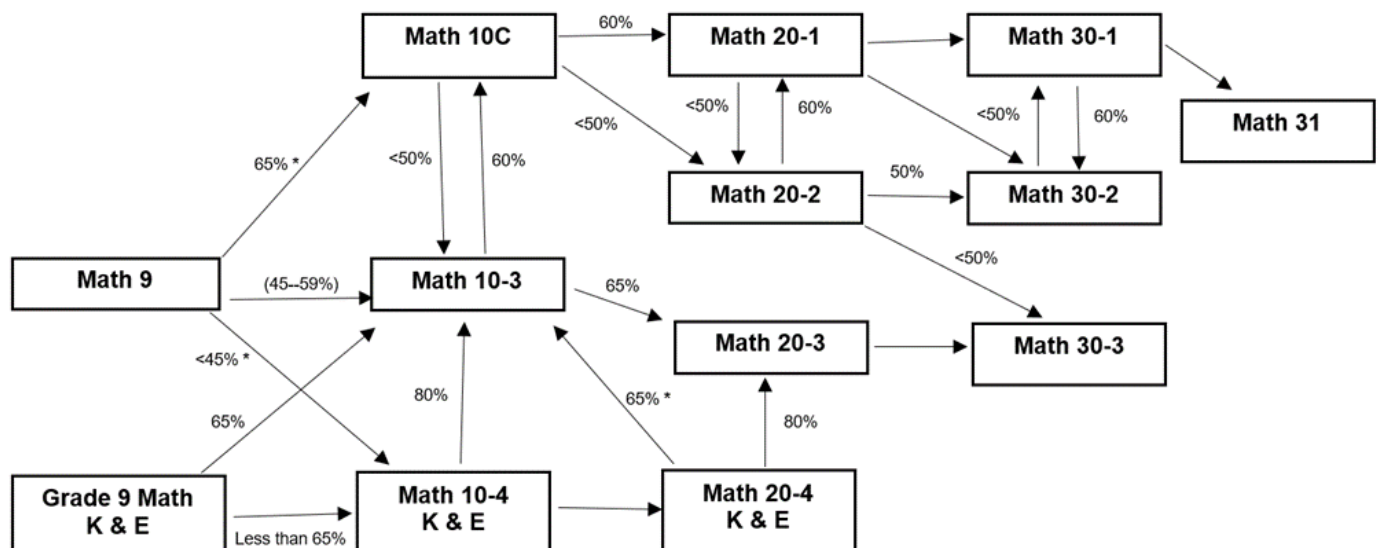 Math 10C
60%
Math 20-1
Math 30-1
Math 31
<50%
<50%
60%
<50%
60%
65% *
<50%
60%
Math 20-2
50%
Math 30-2
Math 9
(45--59%)
Math 10-3
65%
<50%
Math 20-3
Math 30-3
<45% *
65%
80%
65% *
80%
Grade 9 Math
K & E
Less than 65%
Math 10-4
K & E
Math 20-4
K & E